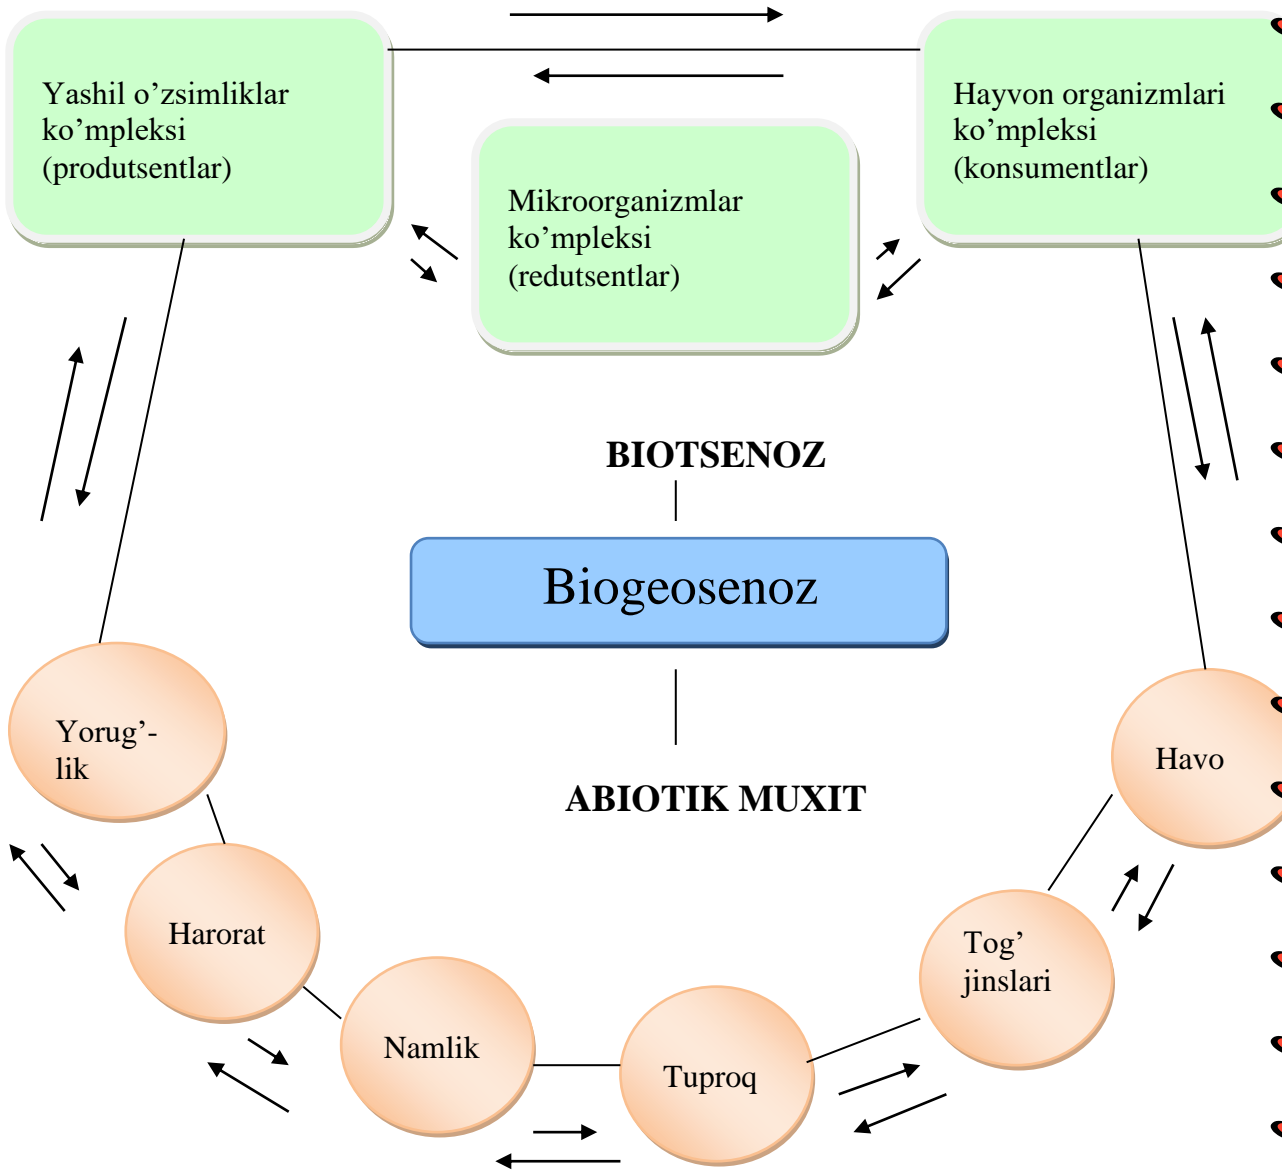 Yashil o’zsimliklar
ko’mpleksi
(produtsentlar)
Hayvon organizmlari
ko’mpleksi
(konsumentlar)
Mikroorganizmlar
ko’mpleksi
(redutsentlar)
BIOTSENOZ
Biogeosenoz
ABIOTIK MUXIT
Yorug’-
lik
Harorat
Namlik
Tuproq
Tog’
jinslari
Havo